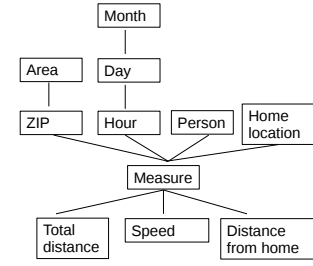 Month
Area
Day
ZIP
Hour
Person
Home
location
Measure
Total
distance
Speed
Distance
from home